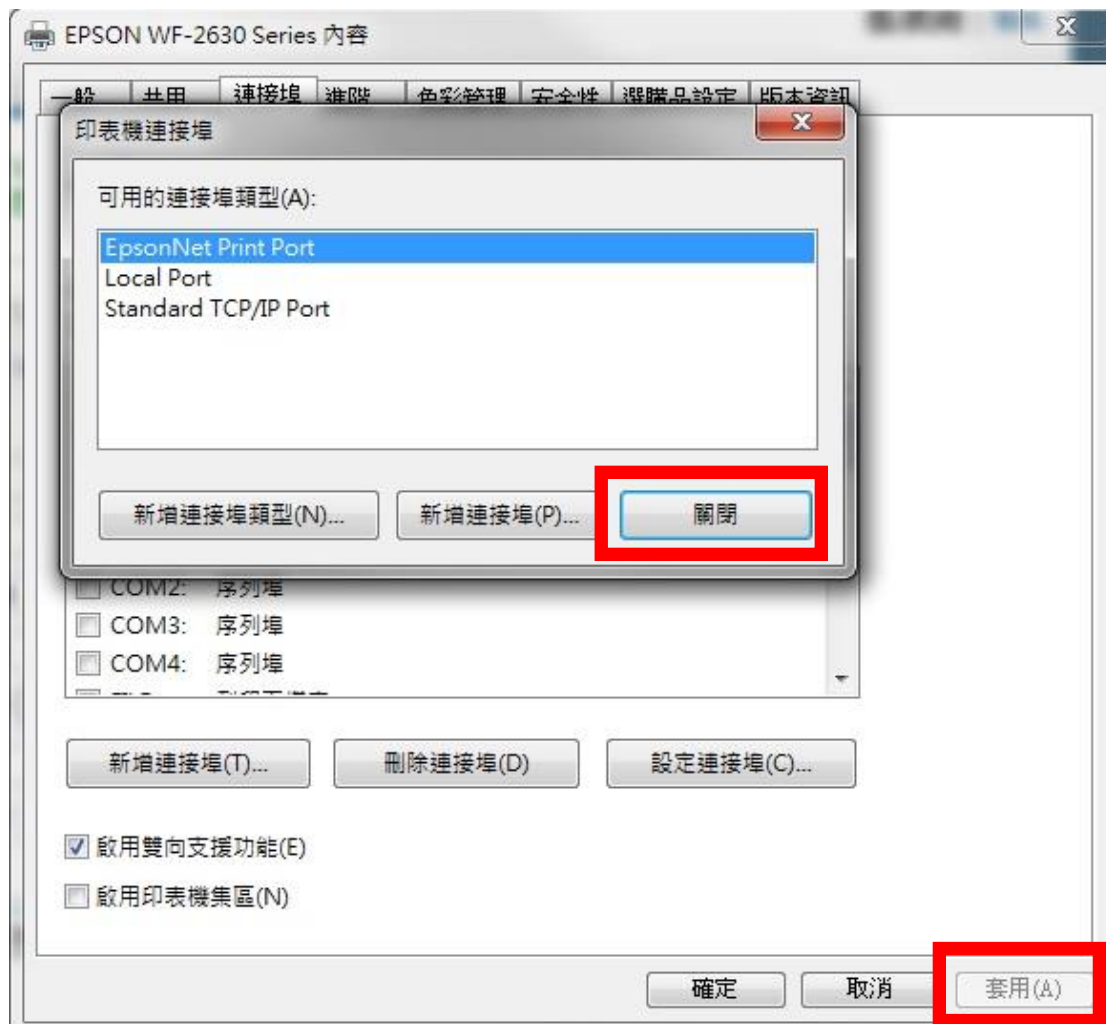 EPSON WF-2630 Series 內容
一般 共用 連接埠 進階 色彩管理 安全性 選購品設定 版本資訊
印表機連接埠
可用的連接埠類型(A):
EpsonNet Print Port
Local Port
Standard TCP/IP Port
新增連接埠類型(N)... 新增連接埠(P)... 關閉
COM2: 序列埠
COM3: 序列埠
COM4: 序列埠
新增連接埠(T)... 刪除連接埠(D) 設定連接埠(C)...
啟用雙向支援功能(E)
啟用印表機集區(N)
確定 取消 套用(A)